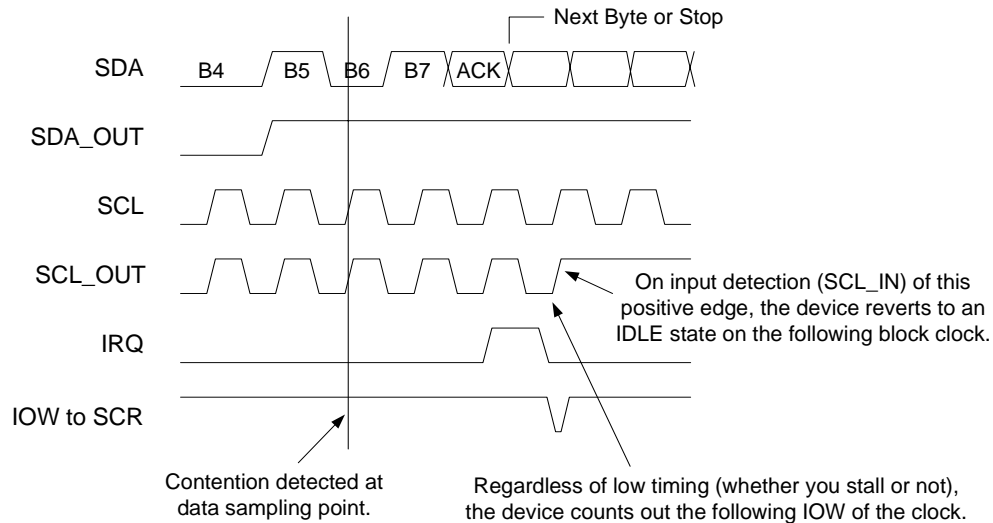 Next Byte or Stop
SDA B4 B5 B6 B7 ACK
SDA_OUT
SCL
SCL_OUT
On input detection (SCL_IN) of this
positive edge, the device reverts to an
IDLE state on the following block clock.
IRQ
IOW to SCR
Contention detected at
data sampling point.
Regardless of low timing (whether you stall or not),
the device counts out the following IOW of the clock.